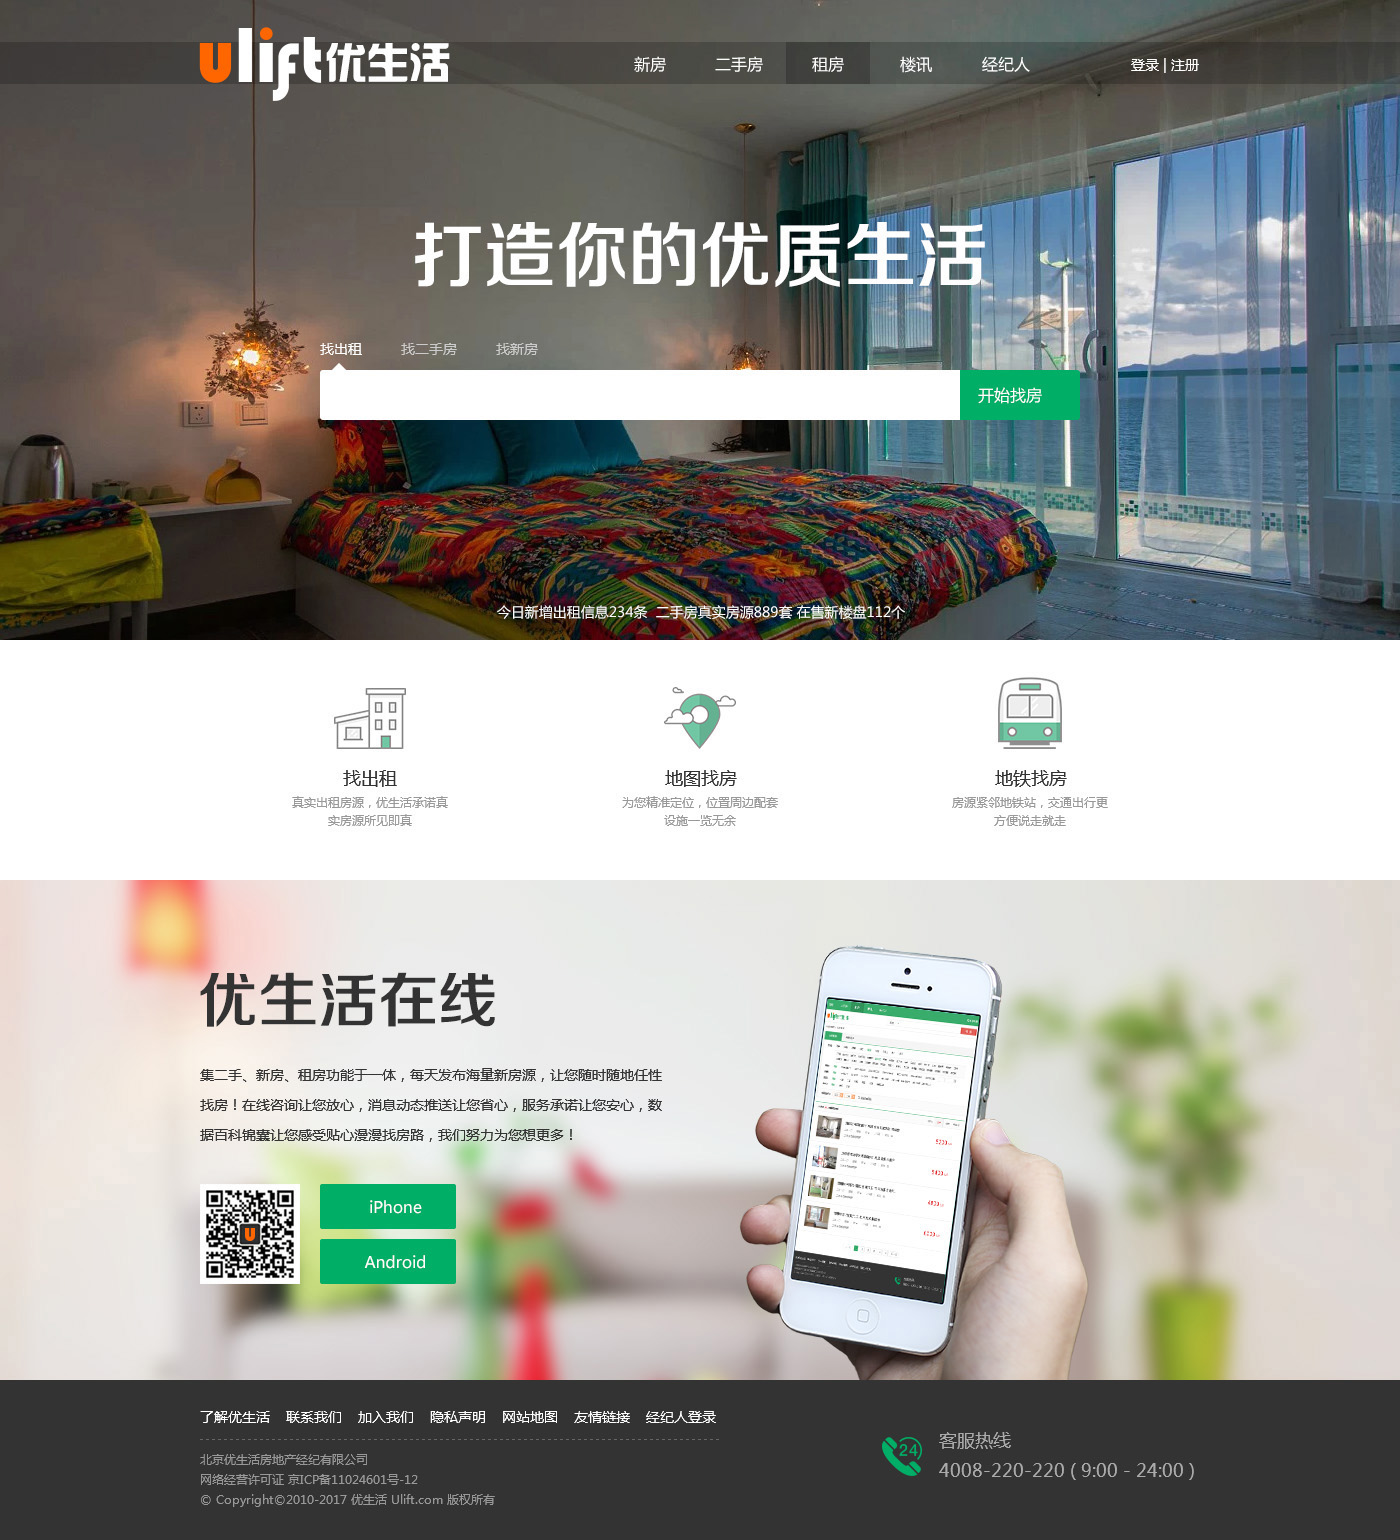 ulift优生活
新房 二手房 租房 楼讯 经纪人 登录 | 注册
打造你的优质生活
找出租 找二手房 找新房
开始找房
今日新增出租信息234条 二手房真实房源889套 在售新楼盘112个
找出租
真实出租房源，优生活承诺真
实房源所见即真
地图找房
为您精准定位，位置周边配套
设施一览无余
地铁找房
房源紧邻地铁站，交通出行更
方便说走就走
优生活在线
集二手、新房、租房功能于一体，每天发布海量新房源，让您随时随地任性
找房！在线咨询让您放心，消息动态推送让您省心，服务承诺让您安心，数
据百科锦囊让您感受贴心漫漫找房路，我们努力为您想更多！
iPhone
Android
了解优生活 联系我们 加入我们 隐私声明 网站地图 友情链接 经纪人登录
北京优生活房地产经纪有限公司
网络经营许可证 京ICP备11024601号-12
© Copyright©2010-2017 优生活 Ulift.com 版权所有
24
客服热线
4008-220-220 ( 9:00 - 24:00 )